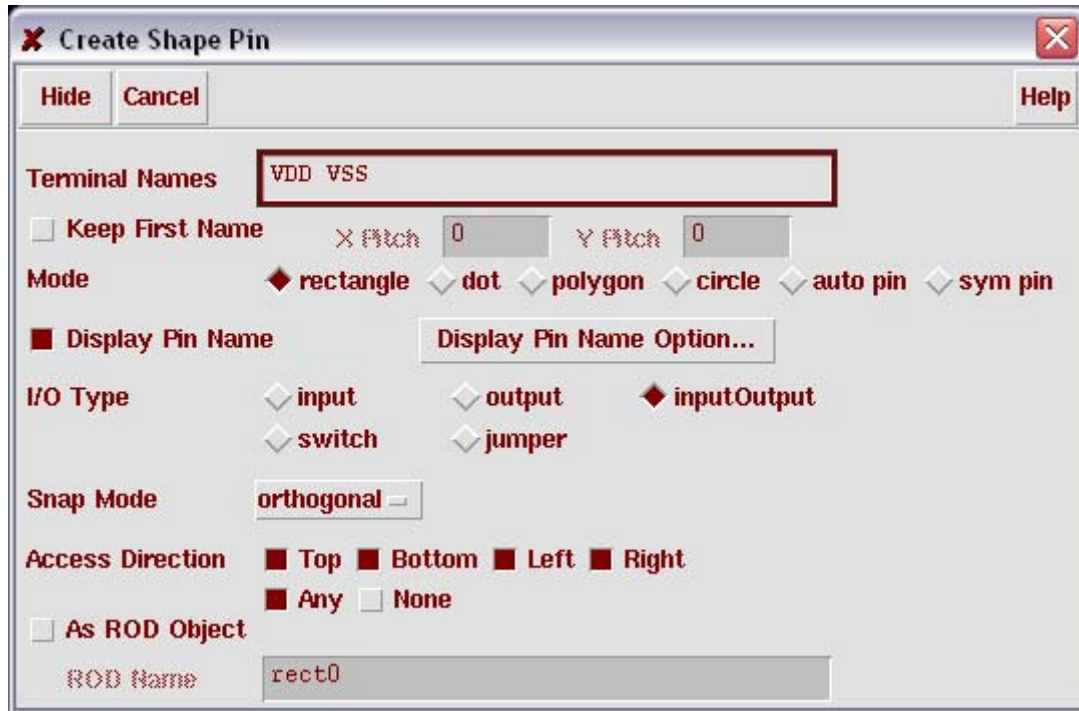 Create Shape Pin
Hide Cancel Help
Terminal Names VDD VSS
Keep First Name X Pitch 0 Y Pitch 0
Mode rectangle dot polygon circle auto pin sym pin
Display Pin Name Display Pin Name Option...
I/O Type input output inputOutput
switch jumper
Snap Mode orthogonal
Access Direction Top Bottom Left Right
Any None
As ROD Object
ROD Name rect0